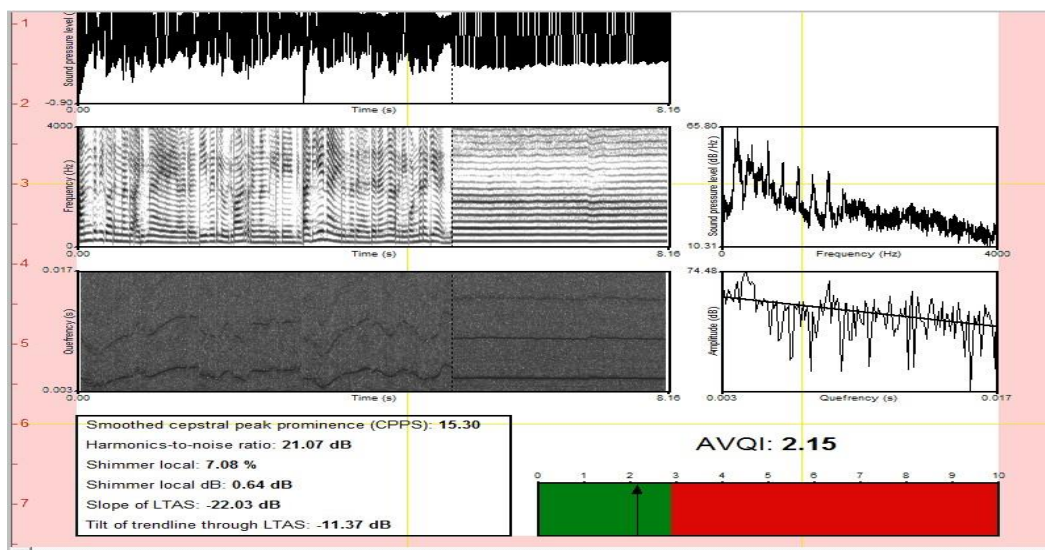 1
Sound pressure level (
2
-0.90
0.00
Time (s)
8.16
4000
Frequency (Hz)
0
0.00
Time (s)
8.16
3
65.80
Sound pressure level (dB/Hz)
10.31
0
Frequency (Hz)
4000
4
0.017
Quefrency (s)
0.003
0.00
Time (s)
8.16
5
74.48
Amplitude (dB)
0.003
Quefrency (s)
0.017
6
Smoothed cepstral peak prominence (CPPS): 15.30
Harmonics-to-noise ratio: 21.07 dB
Shimmer local: 7.08 %
Shimmer local dB: 0.64 dB
Slope of LTAS: -22.03 dB
Tilt of trendline through LTAS: -11.37 dB
7
AVQI: 2.15
0 1 2 3 4 5 6 7 8 9 10